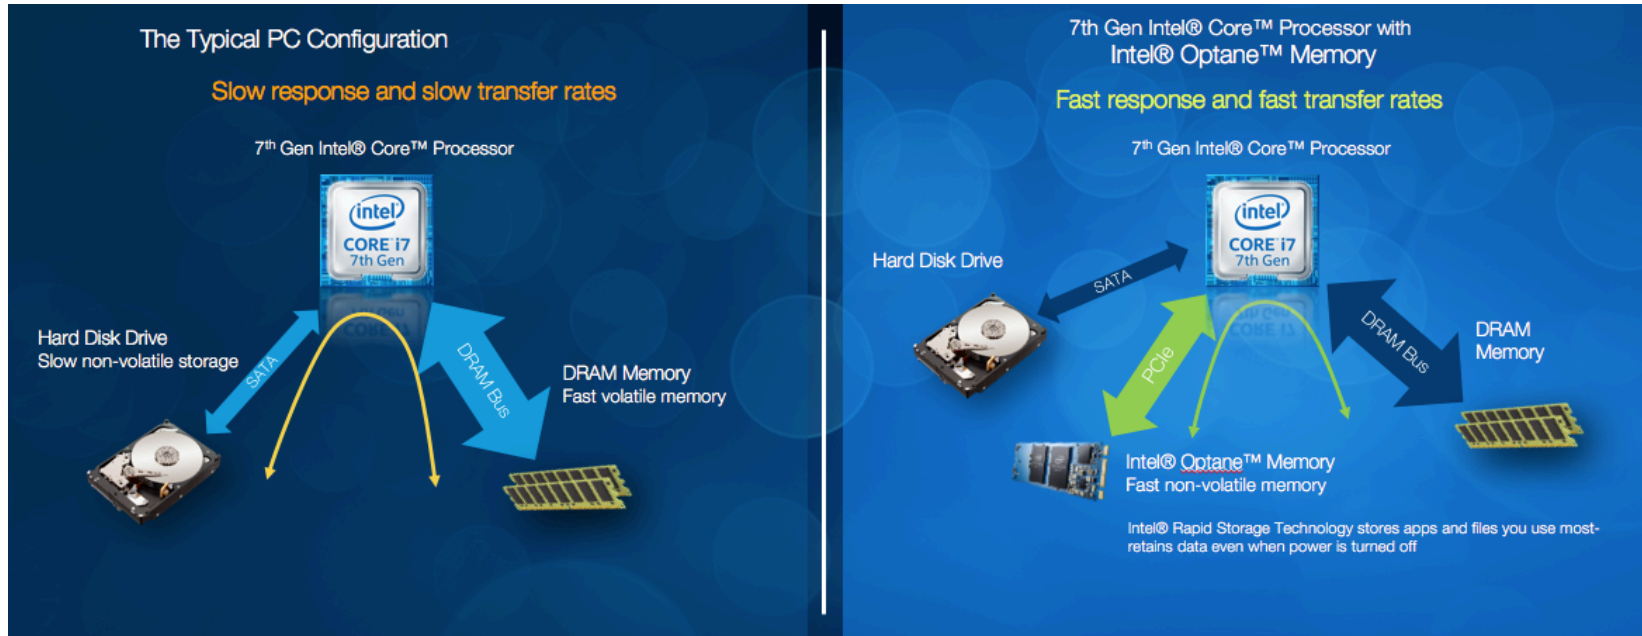 The Typical PC Configuration
Slow response and slow transfer rates
7th Gen Intel® Core™ Processor
intel
CORE i7
7th Gen
Hard Disk Drive
Slow non-volatile storage
SATA
DRAM Bus
DRAM Memory
Fast volatile memory
7th Gen Intel® Core™ Processor with
Intel® Optane™ Memory
Fast response and fast transfer rates
7th Gen Intel® Core™ Processor
intel
CORE i7
7th Gen
Hard Disk Drive
SATA
PCIe
DRAM Bus
DRAM
Memory
Intel® Optane™ Memory
Fast non-volatile memory
Intel® Rapid Storage Technology stores apps and files you use most-
retains data even when power is turned off